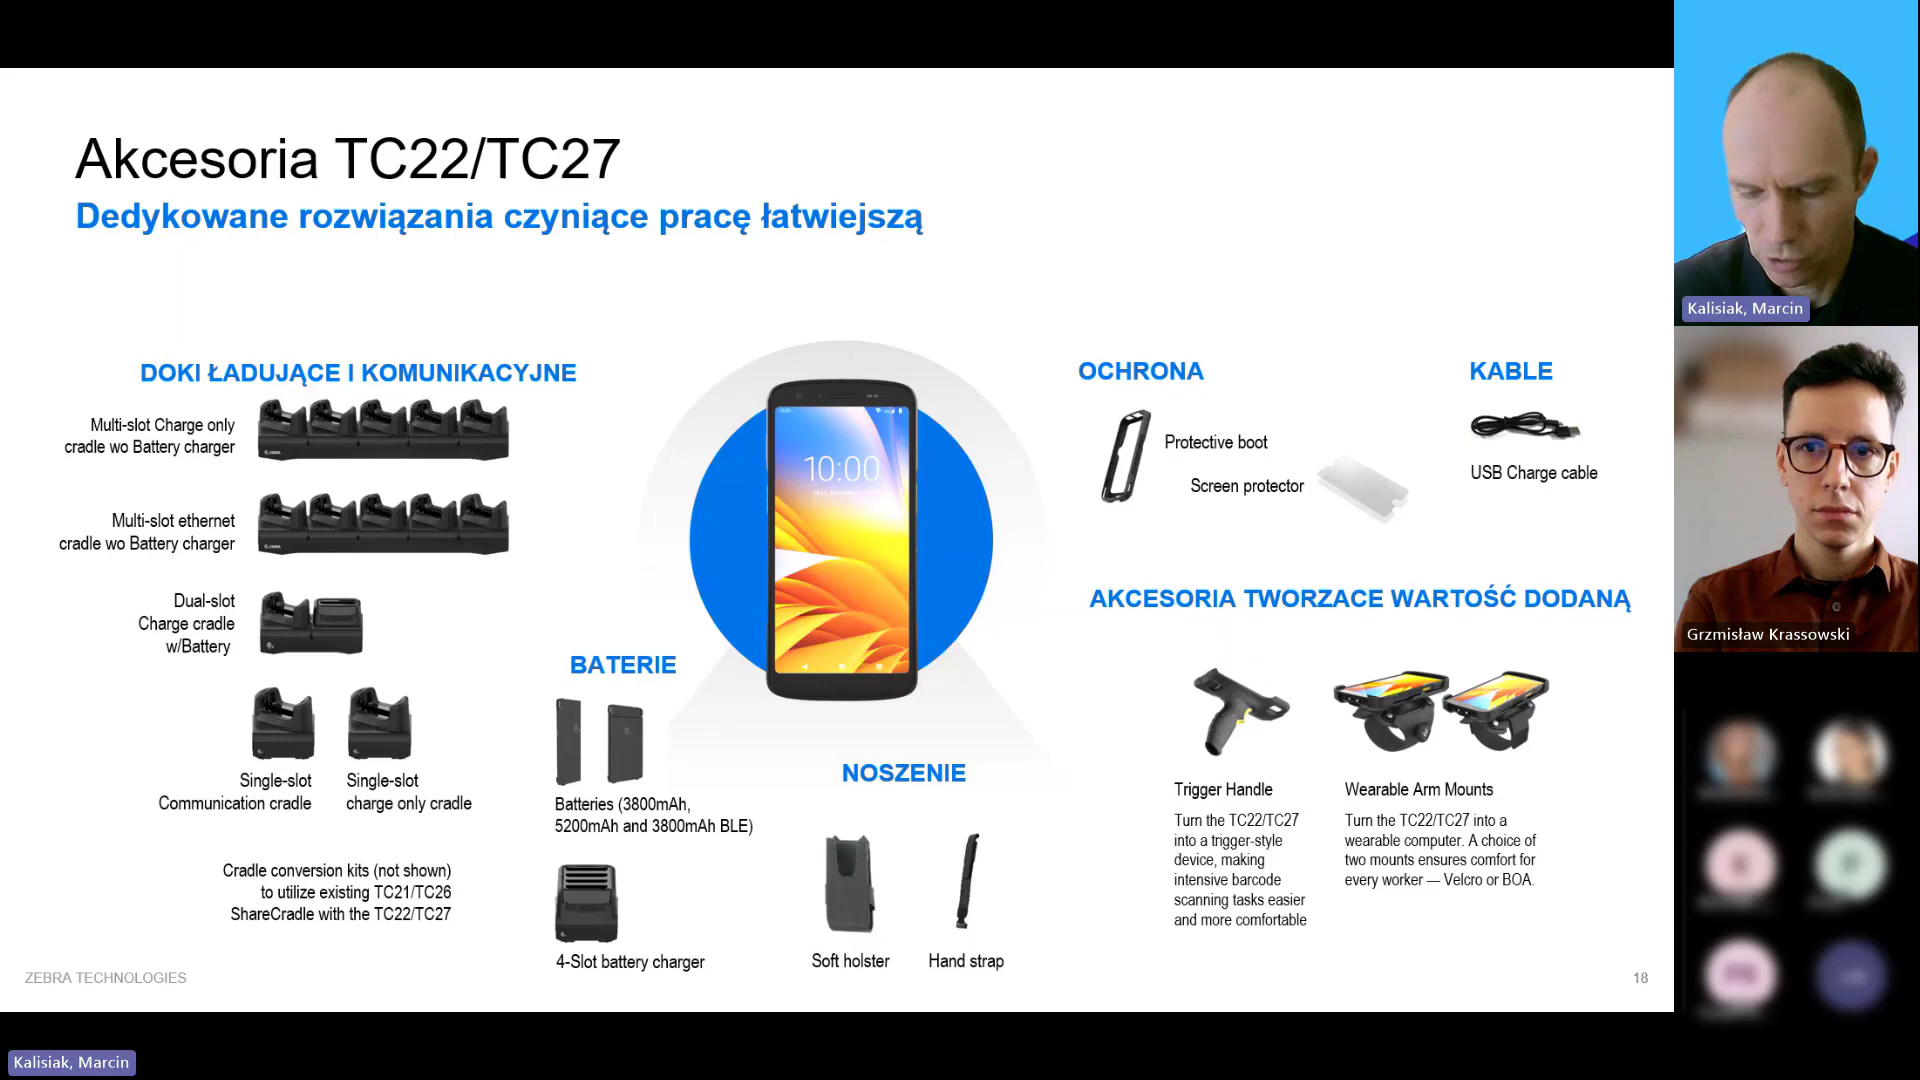 Akcesoria TC22/TC27
Dedykowane rozwiązania czyniące pracę łatwiejszą
DOKI ŁADUJĄCE I KOMUNIKACYJNE
Multi-slot Charge only
cradle wo Battery charger
Multi-slot ethernet
cradle wo Battery charger
Dual-slot
Charge cradle
w/Battery
Single-slot
Communication cradle
Single-slot
charge only cradle
Cradle conversion kits (not shown)
to utilize existing TC21/TC26
ShareCradle with the TC22/TC27
BATERIE
Batteries (3800mAh,
5200mAh and 3800mAh BLE)
4-Slot battery charger
10:00
NOSZENIE
Soft holster
Hand strap
OCHRONA
Protective boot
Screen protector
KABLE
USB Charge cable
AKCESORIA TWORZACE WARTOŚĆ DODANĄ
Trigger Handle
Turn the TC22/TC27
into a trigger-style
device, making
intensive barcode
scanning tasks easier
and more comfortable
Wearable Arm Mounts
Turn the TC22/TC27 into a
wearable computer. A choice of
two mounts ensures comfort for
every worker — Velcro or BOA.
ZEBRA TECHNOLOGIES
18
Kalisiak, Marcin
Grzmisław Krassowski
Kalisiak, Marcin